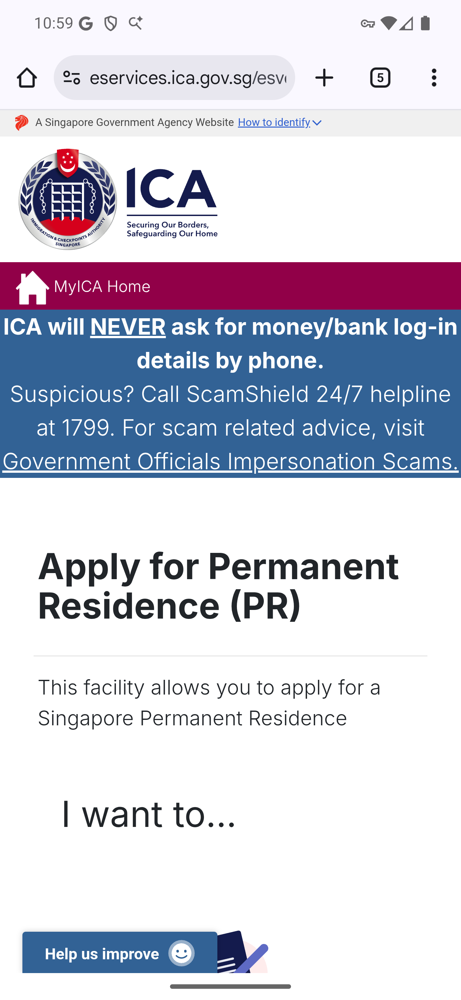 10:59
eservices.ica.gov.sg/esv
5
A Singapore Government Agency Website How to identify
IMMIGRATION & CHECKPOINTS AUTHORITY
SINGAPORE
ICA
Securing Our Borders,
Safeguarding Our Home
MyICA Home
ICA will NEVER ask for money/bank log-in
details by phone.
Suspicious? Call ScamShield 24/7 helpline
at 1799. For scam related advice, visit
Government Officials Impersonation Scams.
Apply for Permanent
Residence (PR)
This facility allows you to apply for a
Singapore Permanent Residence
I want to...
Help us improve